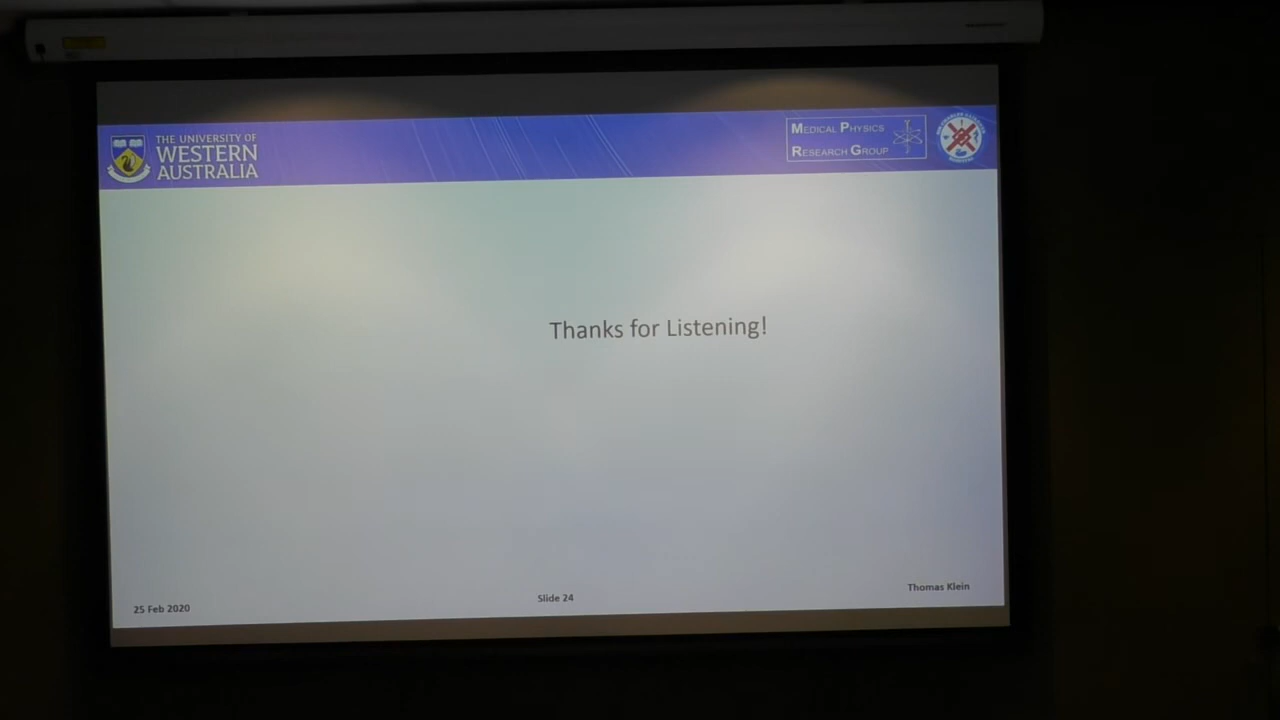 THE UNIVERSITY OF
WESTERN
AUSTRALIA
MEDICAL PHYSICS
RESEARCH GROUP
Thanks for Listening!
25 Feb 2020
Slide 24
Thomas Klein